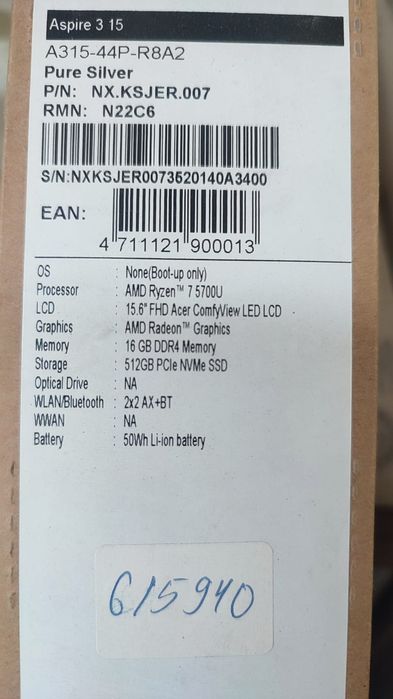 Aspire 3 15
A315-44P-R8A2
Pure Silver
P/N: NX.KSJER.007
RMN: N22C6
S/N:NXKSJER0073520140A3400
EAN:
4 711121 900013
OS : None(Boot-up only)
Processor : AMD Ryzen™ 7 5700U
LCD : 15.6" FHD Acer ComfyView LED LCD
Graphics : AMD Radeon™ Graphics
Memory : 16 GB DDR4 Memory
Storage : 512GB PCIe NVMe SSD
Optical Drive : NA
WLAN/Bluetooth : 2x2 AX+BT
WWAN : NA
Battery : 50Wh Li-ion battery
615940